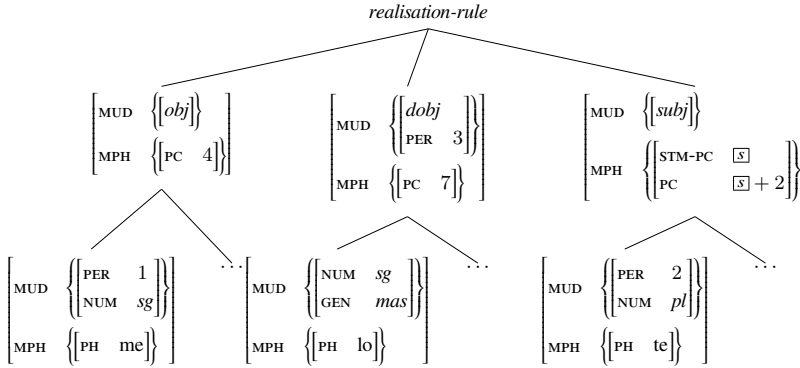 realisation-rule
MUD {[obj]}
MPH {[PC 4]}
MUD {[dobj
PER 3]}
MPH {[PC 7]}
MUD {[subj]}
MPH {[STM-PC s
PC s + 2]}
MUD {[PER 1
NUM sg]}
MPH {[PH me]}
...
MUD {[NUM sg
GEN mas]}
MPH {[PH lo]}
...
MUD {[PER 2
NUM pl]}
MPH {[PH te]}
...